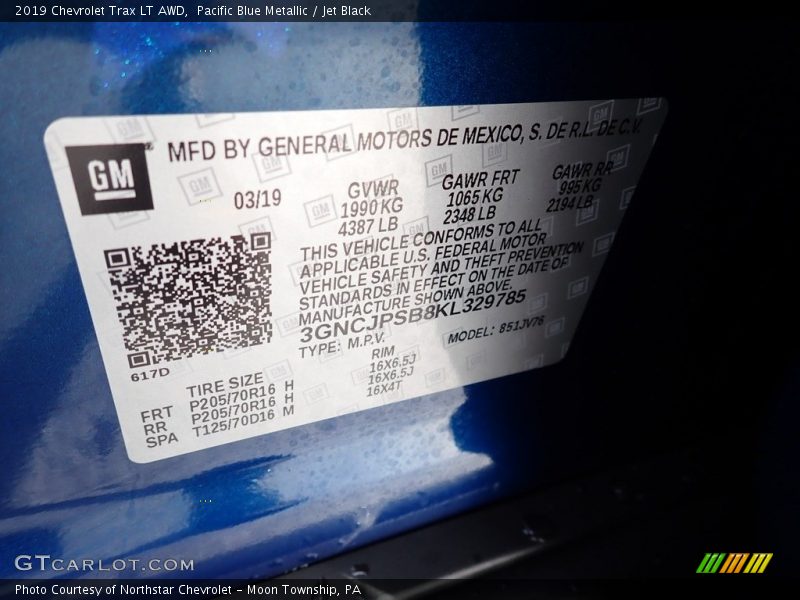 2019 Chevrolet Trax LT AWD,  Pacific Blue Metallic / Jet Black
GM
MFD BY GENERAL MOTORS DE MEXICO, S. DE R.L. DE C.V.
03/19
GVWR
1990 KG
4387 LB
GAWR FRT
1065 KG
2348 LB
GAWR RR
995 KG
2194 LB
THIS VEHICLE CONFORMS TO ALL
APPLICABLE U.S. FEDERAL MOTOR
VEHICLE SAFETY AND THEFT PREVENTION
STANDARDS IN EFFECT ON THE DATE OF
MANUFACTURE SHOWN ABOVE.
3GNCJPSB8KL329785
TYPE: M.P.V.
MODEL: 851JV76
617D
TIRE SIZE
RIM
FRT P205/70R16 H 16X6.5J
RR P205/70R16 H 16X6.5J
SPA T125/70D16 M 16X4T
GTCARLOT.COM
Photo Courtesy of Northstar Chevrolet - Moon Township, PA